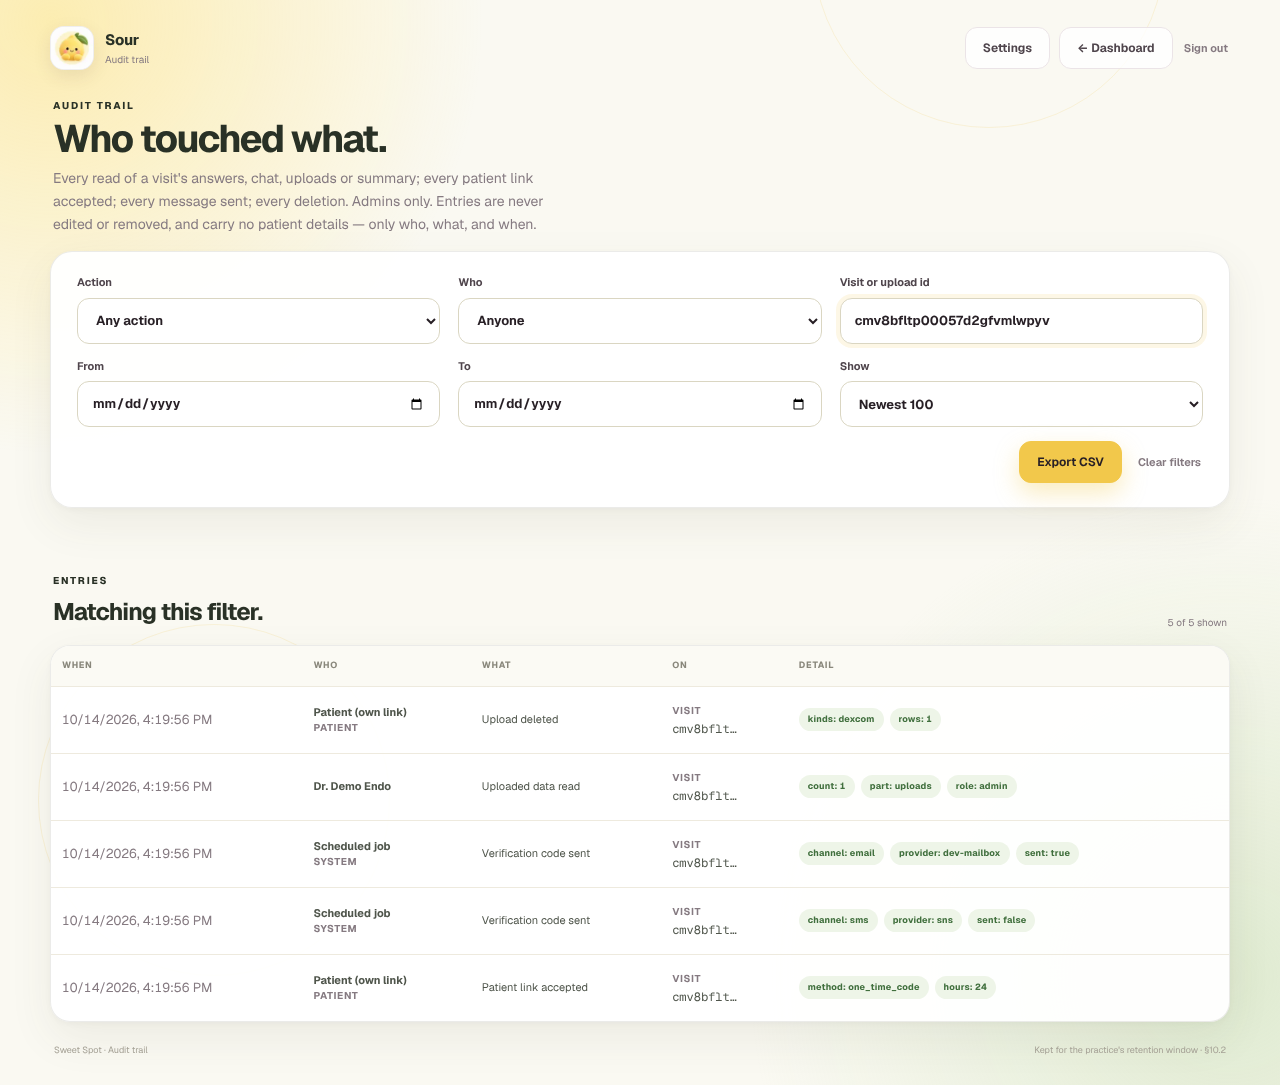 Sour
Audit trail
Settings
← Dashboard
Sign out
AUDIT TRAIL
Who touched what.
Every read of a visit's answers, chat, uploads or summary; every patient link
accepted; every message sent; every deletion. Admins only. Entries are never
edited or removed, and carry no patient details — only who, what, and when.
Action
Who
Visit or upload id
Any action
Anyone
cmv8bfltp00057d2gfvmlwpyv
From
To
Show
mm/dd/yyyy
mm/dd/yyyy
Newest 100
Export CSV
Clear filters
ENTRIES
Matching this filter.
5 of 5 shown
WHEN WHO WHAT ON DETAIL
10/14/2026, 4:19:56 PM
Patient (own link)
PATIENT
Upload deleted
VISIT
cmv8bflt…
kinds: dexcom
rows: 1
10/14/2026, 4:19:56 PM
Dr. Demo Endo
Uploaded data read
VISIT
cmv8bflt…
count: 1
part: uploads
role: admin
10/14/2026, 4:19:56 PM
Scheduled job
SYSTEM
Verification code sent
VISIT
cmv8bflt…
channel: email
provider: dev-mailbox
sent: true
10/14/2026, 4:19:56 PM
Scheduled job
SYSTEM
Verification code sent
VISIT
cmv8bflt…
channel: sms
provider: sns
sent: false
10/14/2026, 4:19:56 PM
Patient (own link)
PATIENT
Patient link accepted
VISIT
cmv8bflt…
method: one_time_code
hours: 24
Sweet Spot · Audit trail
Kept for the practice's retention window · §10.2